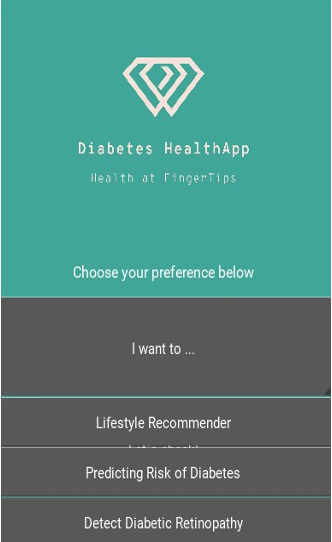 Diabetes HealthApp
Health at FingerTips
Choose your preference below
I want to ...
Lifestyle Recommender
Predicting Risk of Diabetes
Detect Diabetic Retinopathy